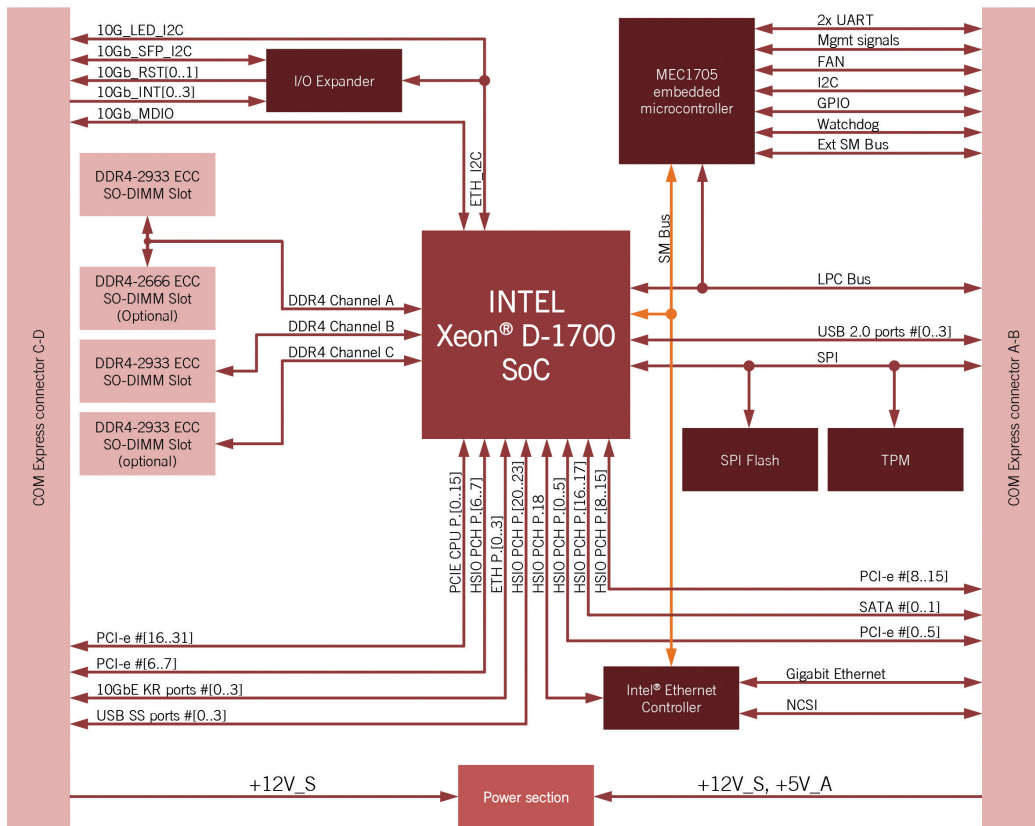 10G_LED_I2C
10Gb_SFP_I2C
10Gb_RST[0..1]
10Gb_INT[0..3]
10Gb_MDIO
I/O Expander
ETH_I2C
MEC1705
embedded
microcontroller
2x UART
Mgmt signals
FAN
I2C
GPIO
Watchdog
Ext SM Bus
DDR4-2933 ECC
SO-DIMM Slot
DDR4-2666 ECC
SO-DIMM Slot
(Optional)
DDR4-2933 ECC
SO-DIMM Slot
DDR4-2933 ECC
SO-DIMM Slot
(optional)
DDR4 Channel A
DDR4 Channel B
DDR4 Channel C
INTEL
Xeon® D-1700
SoC
SM Bus
LPC Bus
USB 2.0 ports #[0..3]
SPI
SPI Flash
TPM
COM Express connector C-D
COM Express connector A-B
PCIE CPU P.[0..15]
HSIO PCH P.[6..7]
ETH P.[0..3]
HSIO PCH P.[20..23]
HSIO PCH P.18
HSIO PCH P.[0..5]
HSIO PCH P.[16..17]
HSIO PCH P.[8..15]
PCI-e #[16..31]
PCI-e #[6..7]
10GbE KR ports #[0..3]
USB SS ports #[0..3]
PCI-e #[8..15]
SATA #[0..1]
PCI-e #[0..5]
Intel® Ethernet
Controller
Gigabit Ethernet
NCSI
+12V_S
Power section
+12V_S, +5V_A